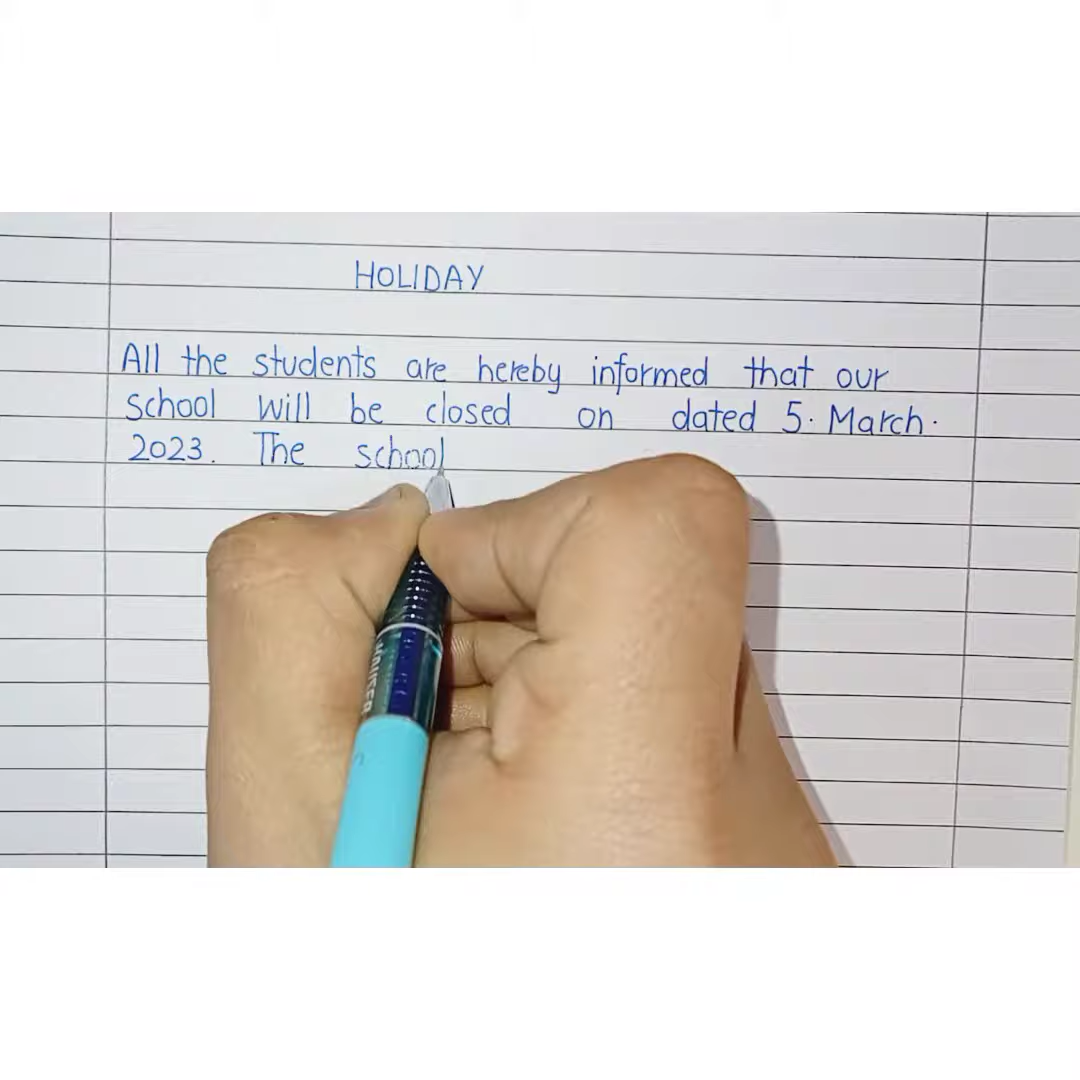 HOLIDAY
All the students are hereby informed that our
school will be closed on dated 5. March.
2023. The school